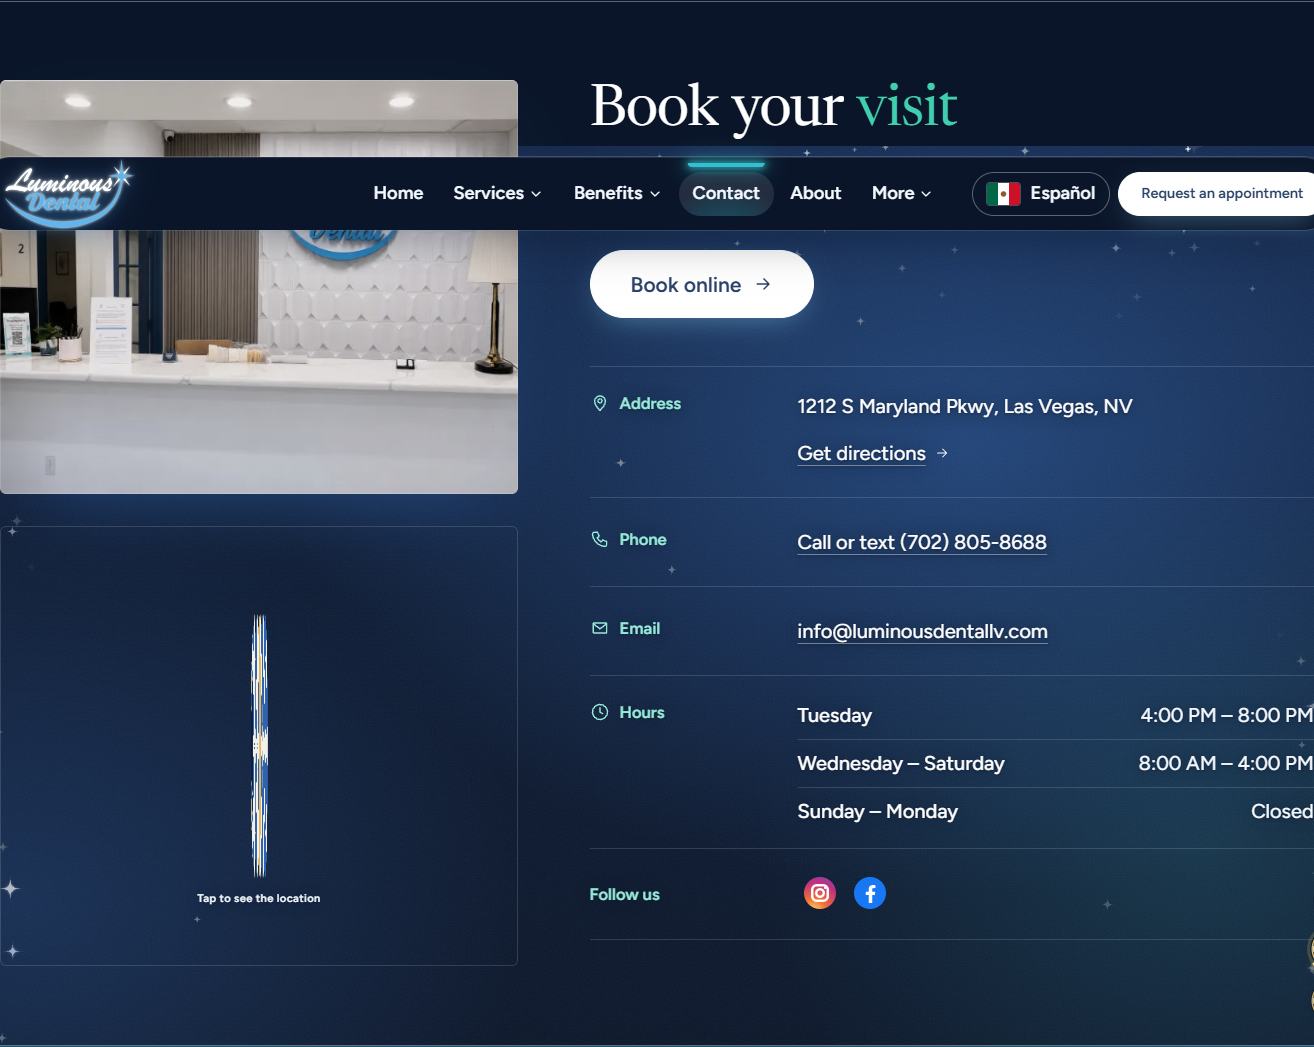 Book your visit
Luminous
Dental
Home
Services
Benefits
Contact
About
More
Español
Request an appointment
Dental
2
Book online
Address
1212 S Maryland Pkwy, Las Vegas, NV
Get directions
Phone
Call or text (702) 805-8688
Email
info@luminousdentallv.com
Hours
Tuesday
4:00 PM – 8:00 PM
Wednesday – Saturday
8:00 AM – 4:00 PM
Sunday – Monday
Closed
Tap to see the location
Follow us